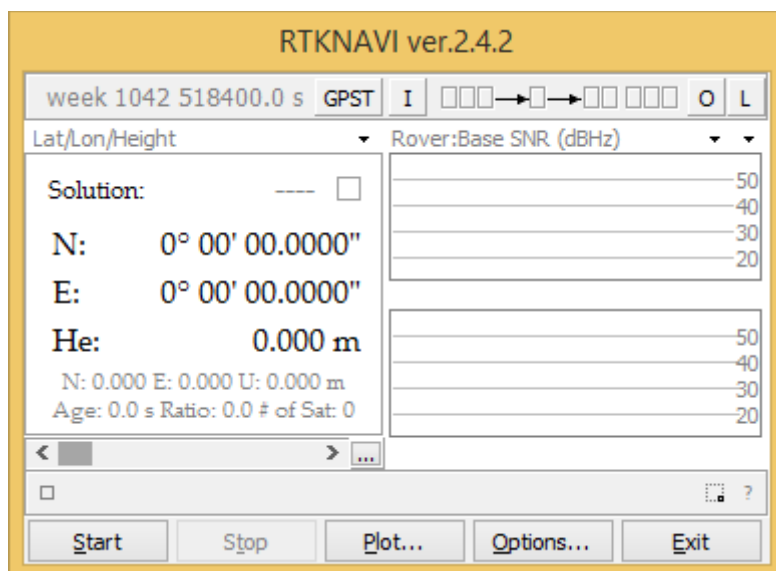 RTKNAVI ver.2.4.2
week 1042 518400.0 s GPST I O L
Lat/Lon/Height Rover:Base SNR (dBHz)
Solution: ----
N: 0° 00' 00.0000"
E: 0° 00' 00.0000"
He: 0.000 m
N: 0.000 E: 0.000 U: 0.000 m
Age: 0.0 s Ratio: 0.0 # of Sat: 0
50
40
30
20
50
40
30
20
...
?
Start Stop Plot... Options... Exit